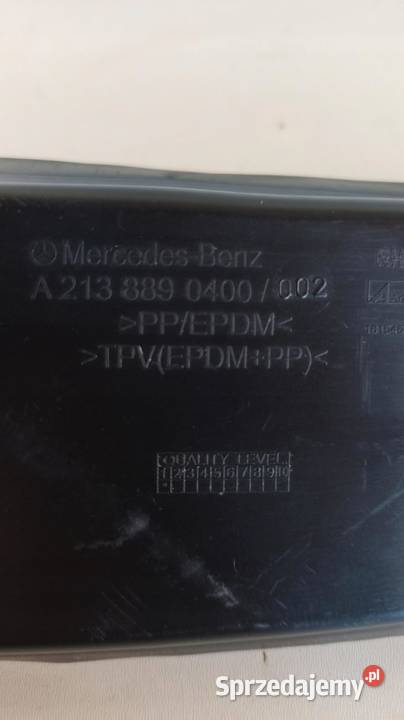 Mercedes-Benz
A 213 889 0400/002
>PP/EPDM<
>TPV(EPDM+PP)<
QUALITY LEVEL
1 2 3 4 5 6 7 8 9 10
Sprzedajemy.pl